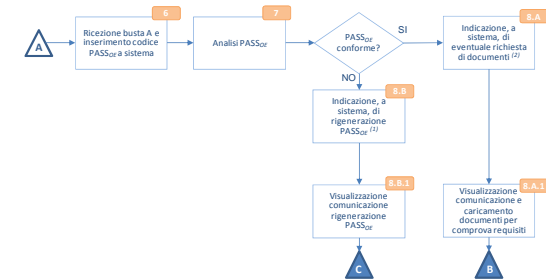 6
Ricezione busta A e
inserimento codice
PASSOE a sistema
A
7
Analisi PASSOE
PASSOE
conforme?
SI
NO
8.A
Indicazione, a
sistema, di
eventuale richiesta
di documenti (2)
8.B
Indicazione, a
sistema, di
rigenerazione
PASSOE (1)
8.B.1
Visualizzazione
comunicazione
rigenerazione
PASSOE
8.A.1
Visualizzazione
comunicazione e
caricamento
documenti per
comprova requisiti
C
B